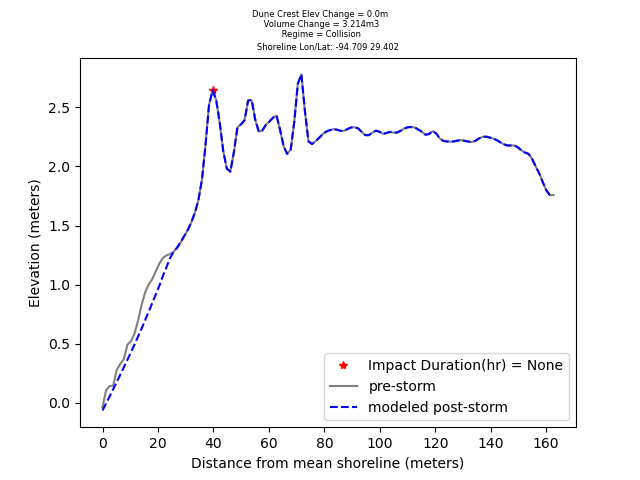 Dune Crest Elev Change = 0.0m
Volume Change = 3.214m3
Regime = Collision
Shoreline Lon/Lat: -94.709 29.402
Elevation (meters)
2.5
2.0
1.5
1.0
0.5
0.0
Impact Duration(hr) = None
pre-storm
modeled post-storm
0 20 40 60 80 100 120 140 160
Distance from mean shoreline (meters)